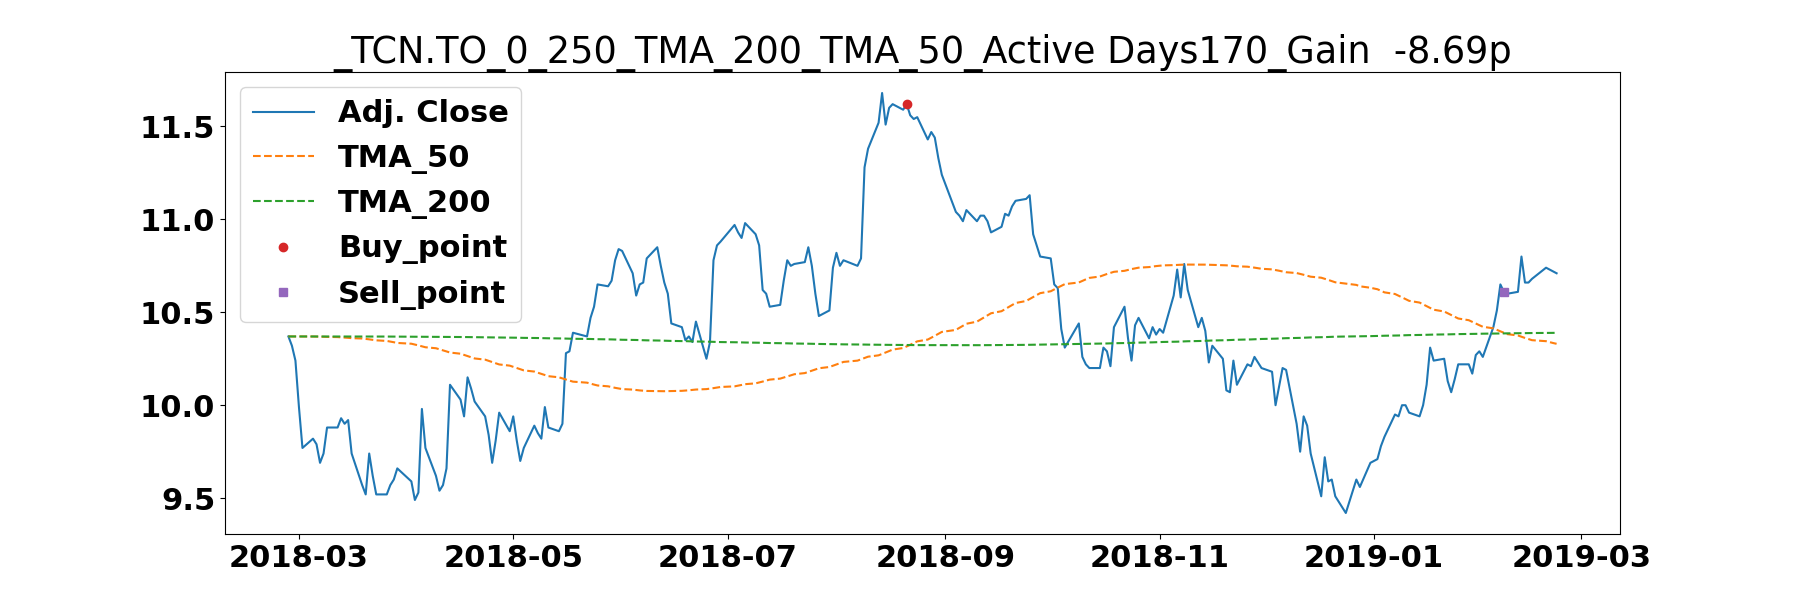 _TCN.TO_0_250_TMA_200_TMA_50_Active Days170_Gain  -8.69p
Adj. Close
TMA_50
TMA_200
Buy_point
Sell_point
11.5
11.0
10.5
10.0
9.5
2018-03 2018-05 2018-07 2018-09 2018-11 2019-01 2019-03